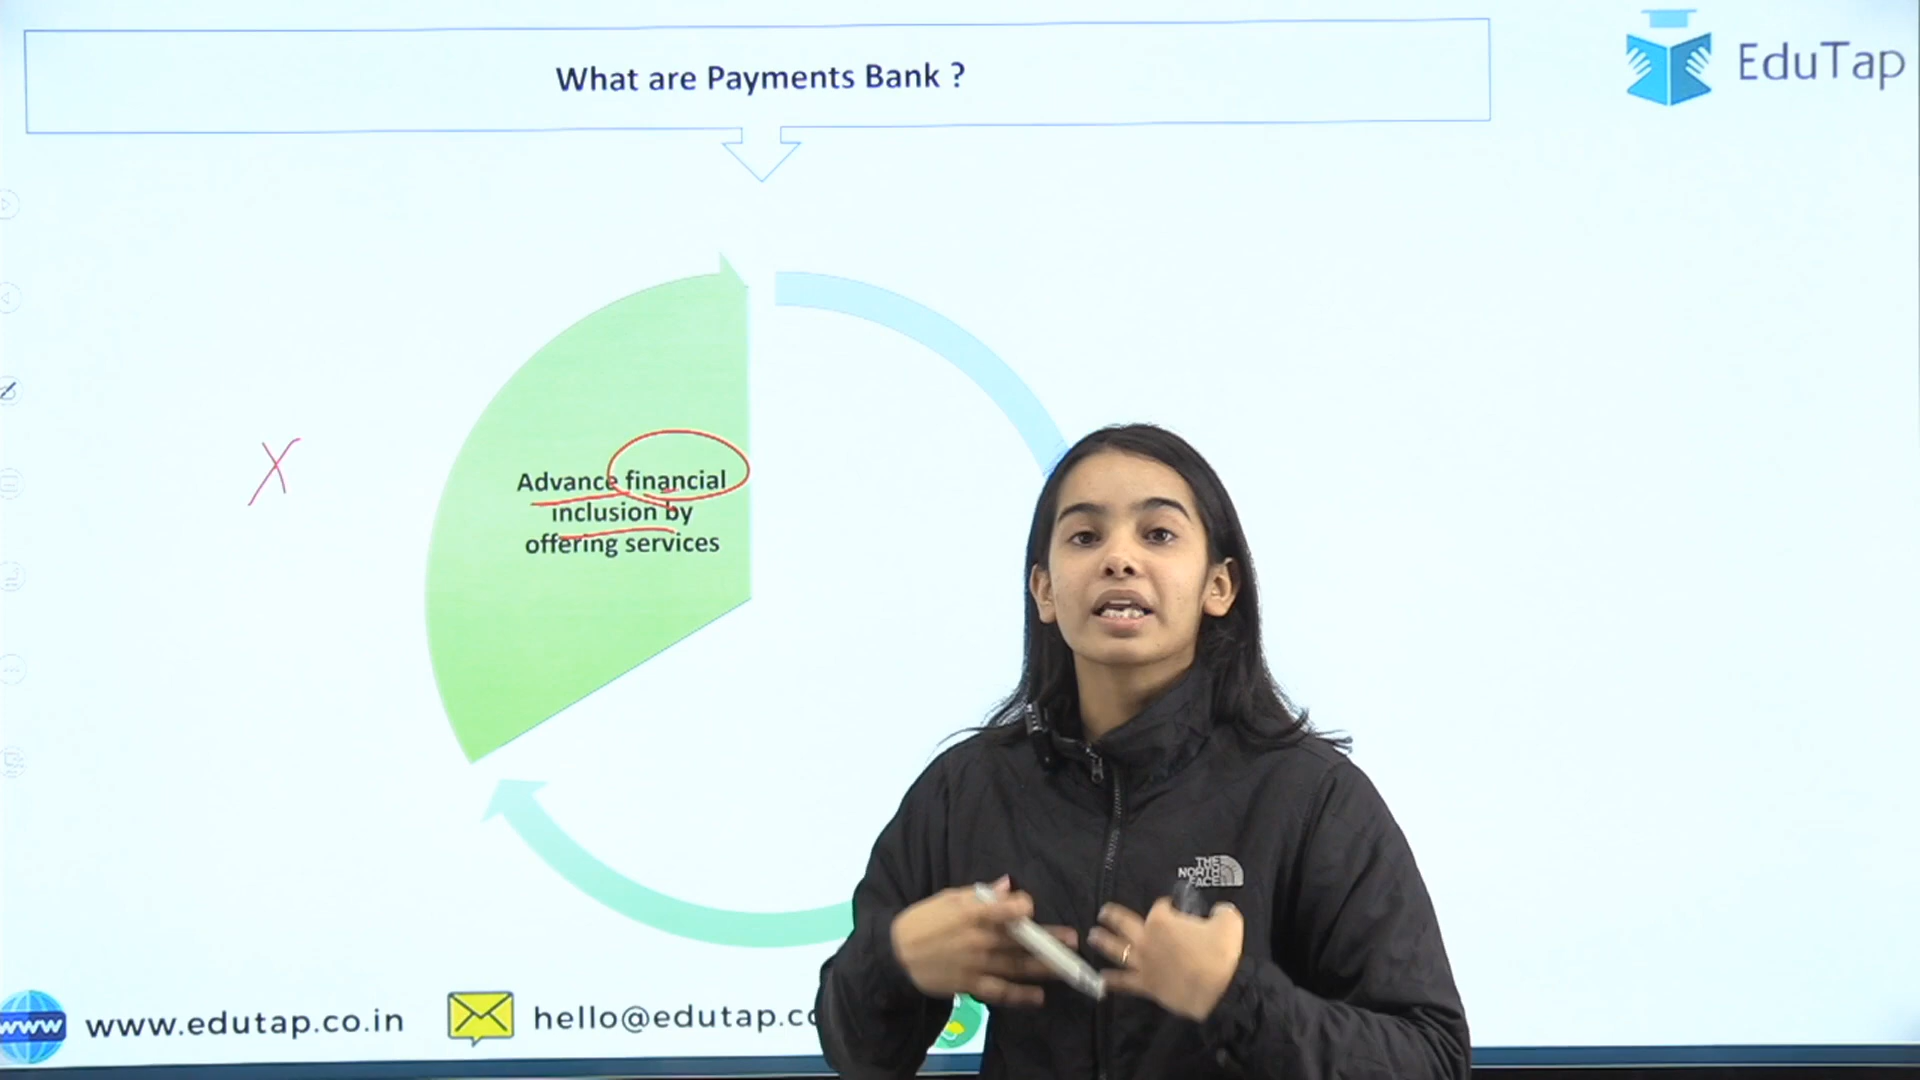 What are Payments Bank ?
EduTap
X
Advance financial
inclusion by
offering services
THE
NORTH
FACE
www
www.edutap.co.in
hello@edutap.co